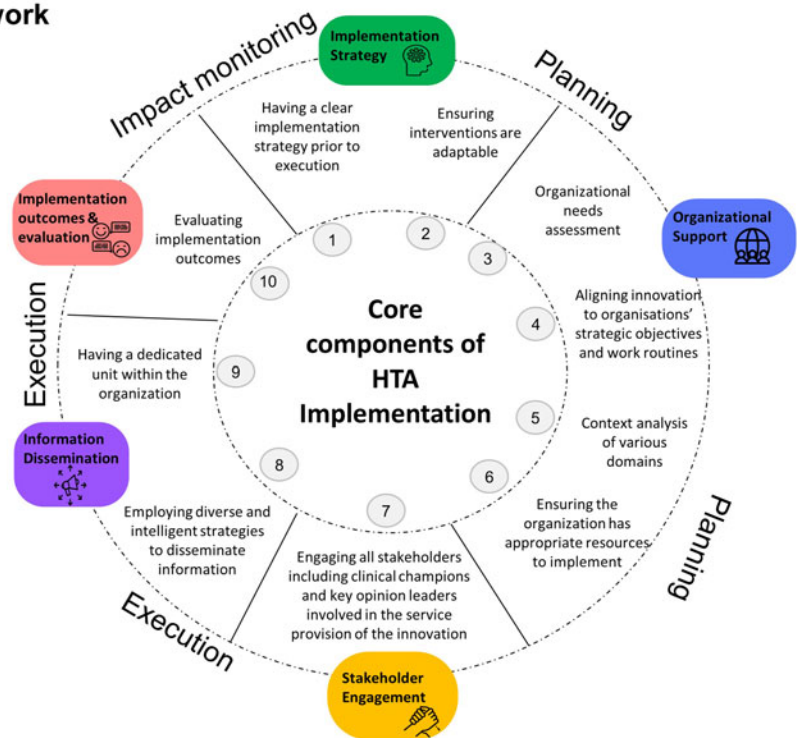 work
Impact monitoring
Implementation
Strategy
Planning
Having a clear
implementation
strategy prior to
execution
Ensuring
interventions are
adaptable
Implementation
outcomes &
evaluation
Evaluating
implementation
outcomes
Organizational
needs
assessment
Organizational
Support
1
2
3
10
4
Core
components of
HTA
Implementation
Aligning innovation
to organisations'
strategic objectives
and work routines
Execution
Having a dedicated
unit within the
organization
9
5
Context analysis
of various
domains
Information
Dissemination
8
6
7
Employing diverse and
intelligent strategies
to disseminate
information
Ensuring the
organization has
appropriate resources
to implement
Planning
Engaging all stakeholders
including clinical champions
and key opinion leaders
involved in the service
provision of the innovation
Execution
Stakeholder
Engagement